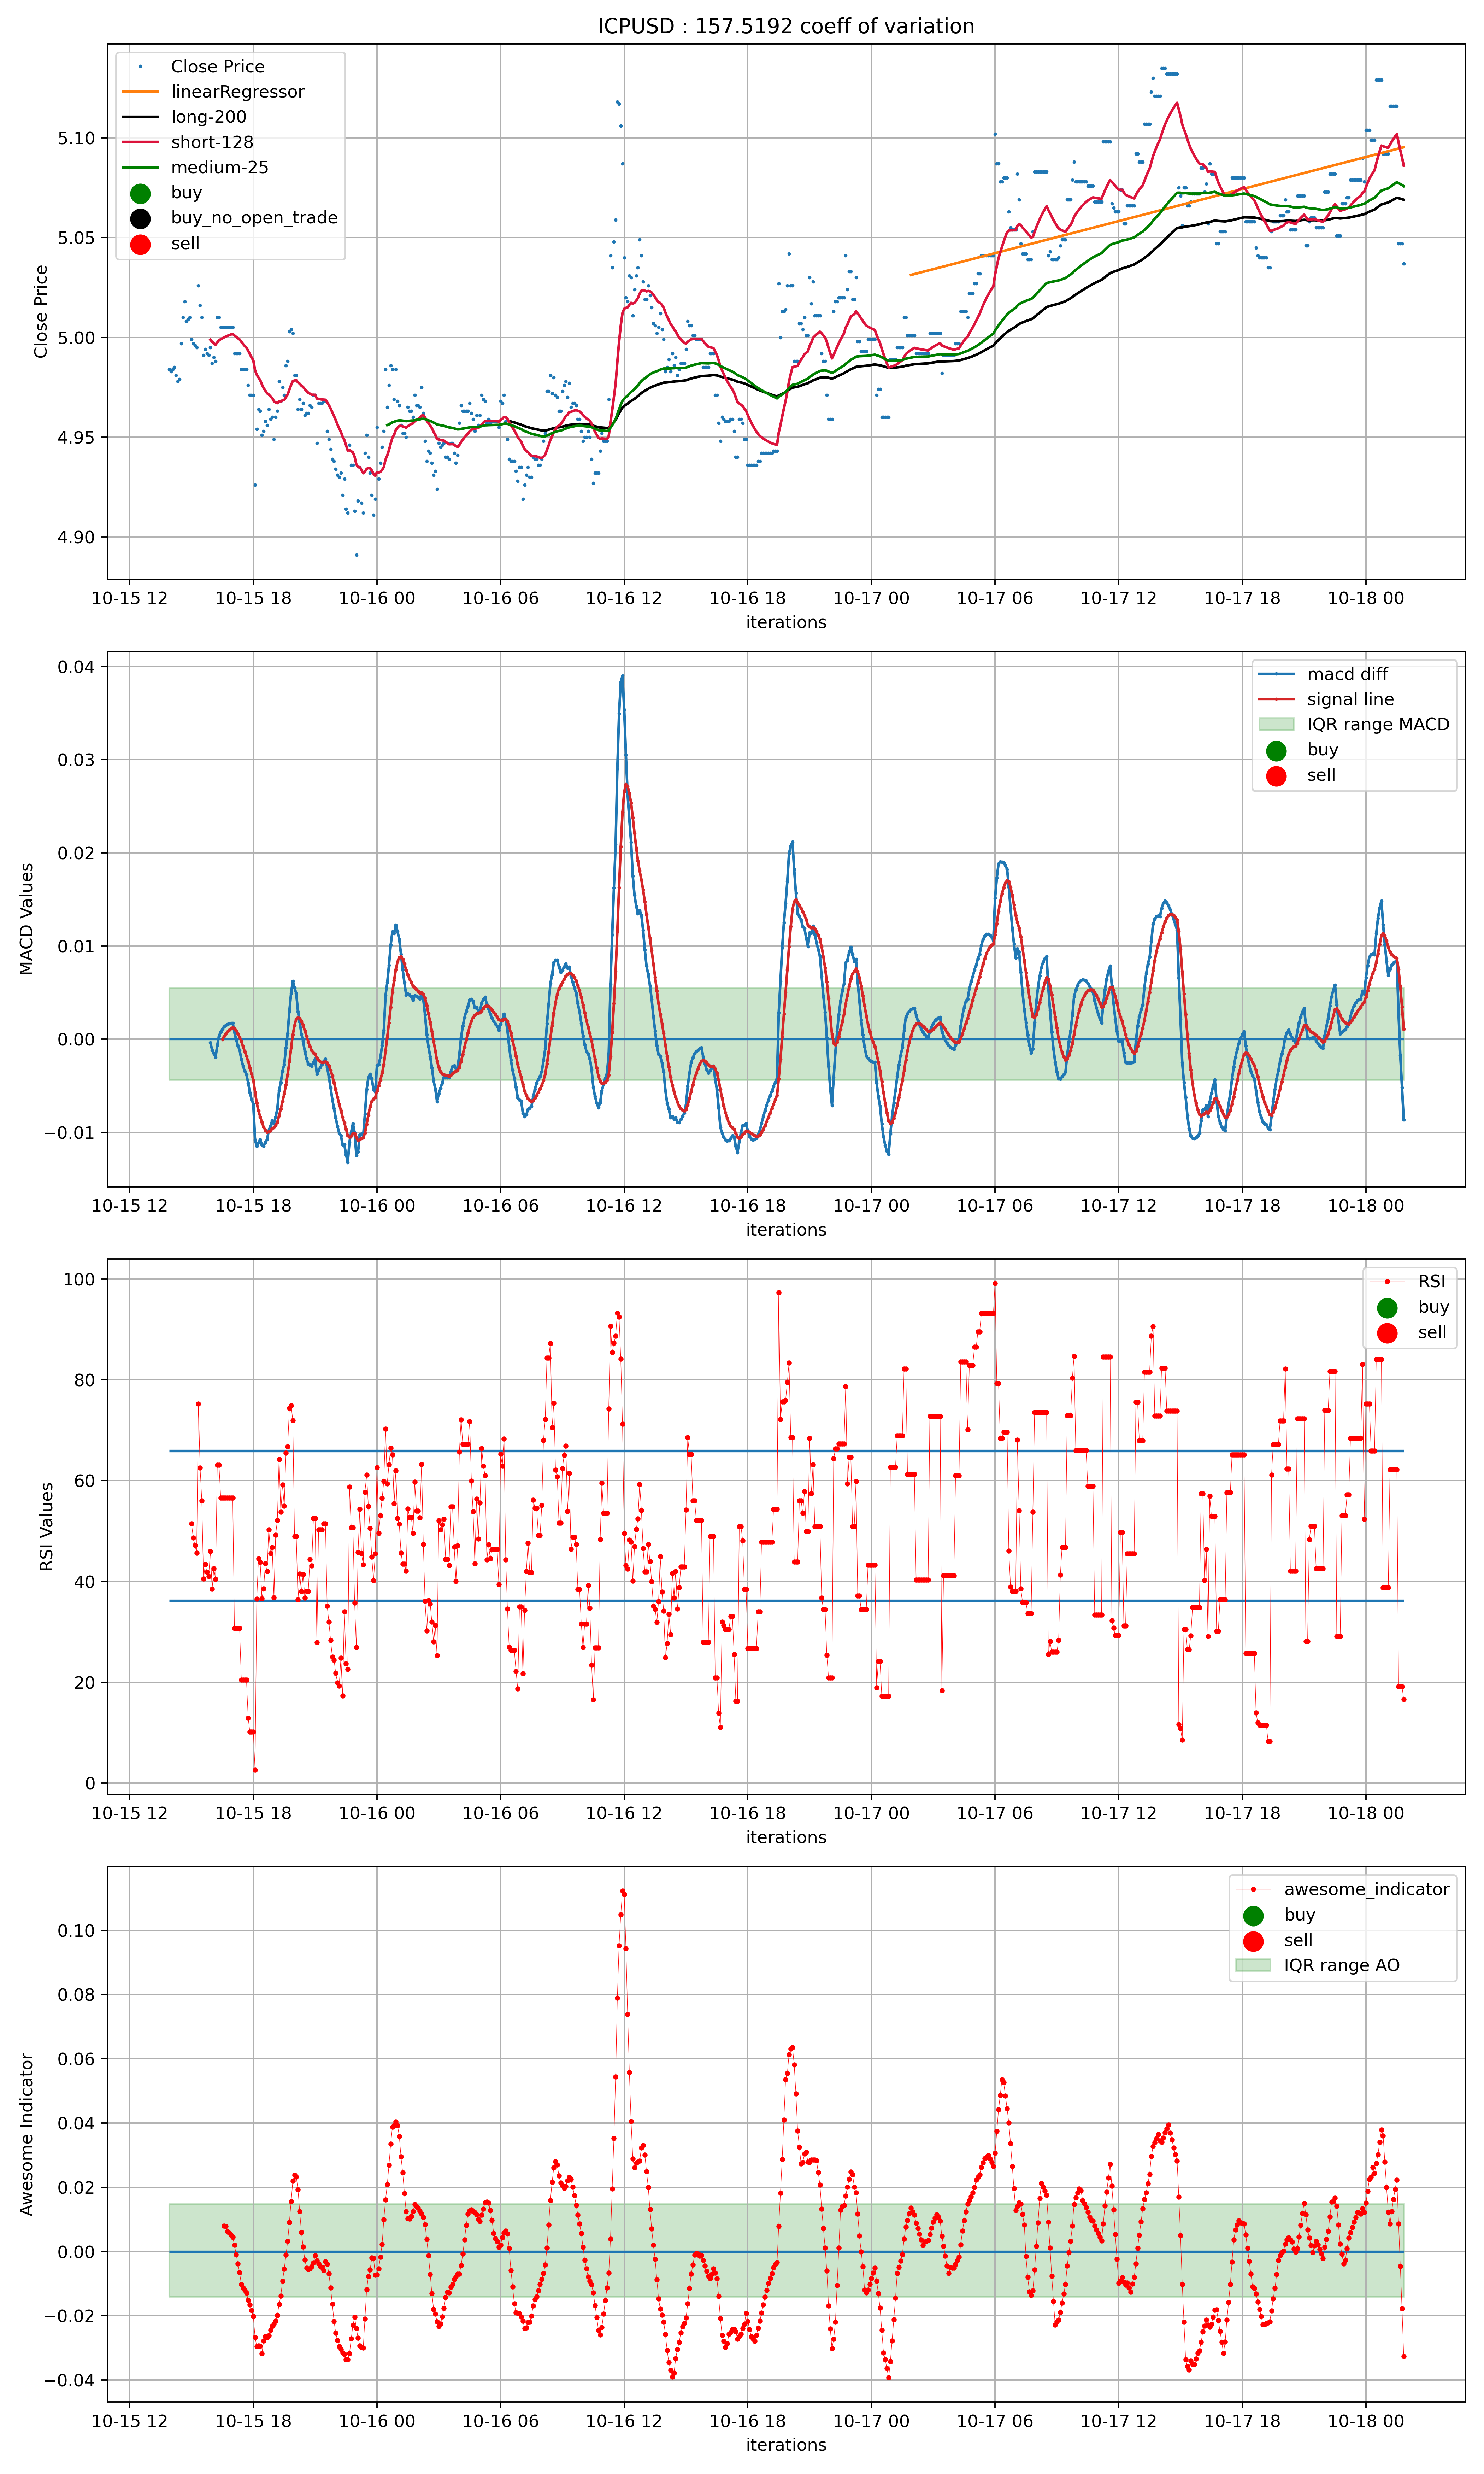 ICPUSD : 157.5192 coeff of variation
Close Price
linearRegressor
long-200
short-128
medium-25
buy
buy_no_open_trade
sell
Close Price
5.10
5.05
5.00
4.95
4.90
10-15 12 10-15 18 10-16 00 10-16 06 10-16 12 10-16 18 10-17 00 10-17 06 10-17 12 10-17 18 10-18 00
iterations
macd diff
signal line
IQR range MACD
buy
sell
MACD Values
0.04
0.03
0.02
0.01
0.00
−0.01
10-15 12 10-15 18 10-16 00 10-16 06 10-16 12 10-16 18 10-17 00 10-17 06 10-17 12 10-17 18 10-18 00
iterations
RSI
buy
sell
RSI Values
100
80
60
40
20
0
10-15 12 10-15 18 10-16 00 10-16 06 10-16 12 10-16 18 10-17 00 10-17 06 10-17 12 10-17 18 10-18 00
iterations
awesome_indicator
buy
sell
IQR range AO
Awesome Indicator
0.10
0.08
0.06
0.04
0.02
0.00
−0.02
−0.04
10-15 12 10-15 18 10-16 00 10-16 06 10-16 12 10-16 18 10-17 00 10-17 06 10-17 12 10-17 18 10-18 00
iterations